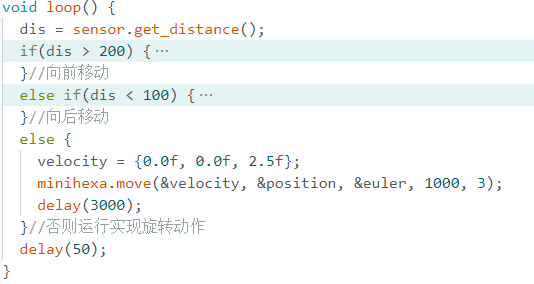 void loop() {
  dis = sensor.get_distance();
  if(dis > 200) {···
  }//向前移动
  else if(dis < 100) {···
  }//向后移动
  else {
    velocity = {0.0f, 0.0f, 2.5f};
    minihexa.move(&velocity, &position, &euler, 1000, 3);
    delay(3000);
  }//否则运行实现旋转动作
  delay(50);
}